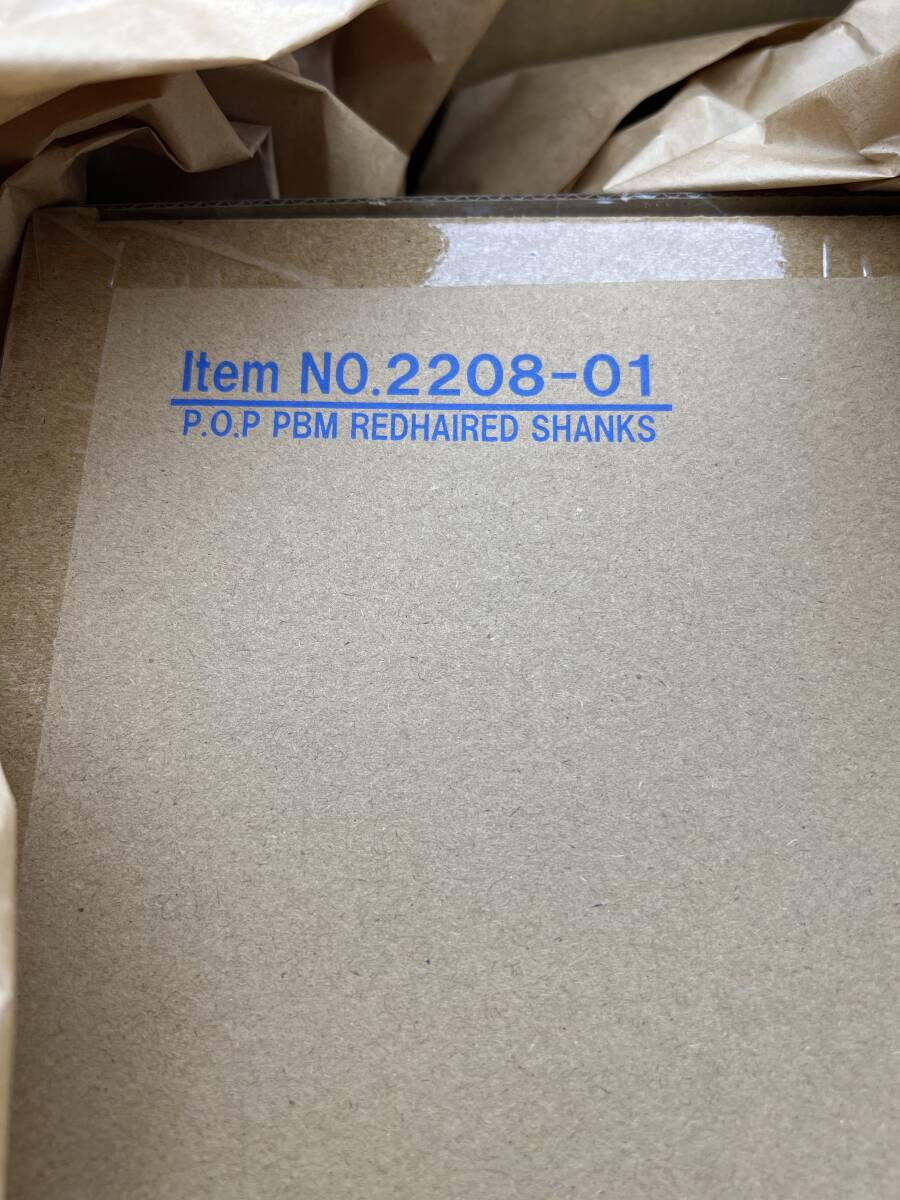 Item NO.2208-01
P.O.P PBM REDHAIRED SHANKS